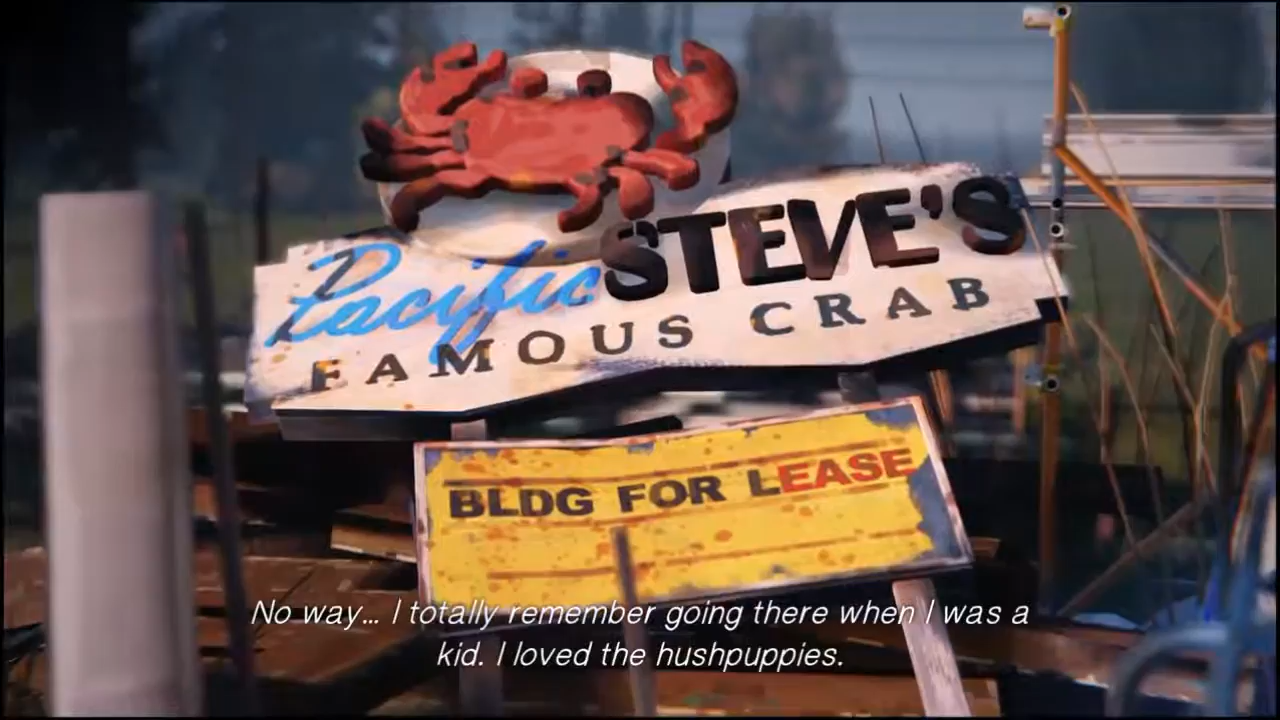 Pacific STEVE'S
FAMOUS CRAB
BLDG FOR LEASE
No way... I totally remember going there when I was a
kid. I loved the hushpuppies.